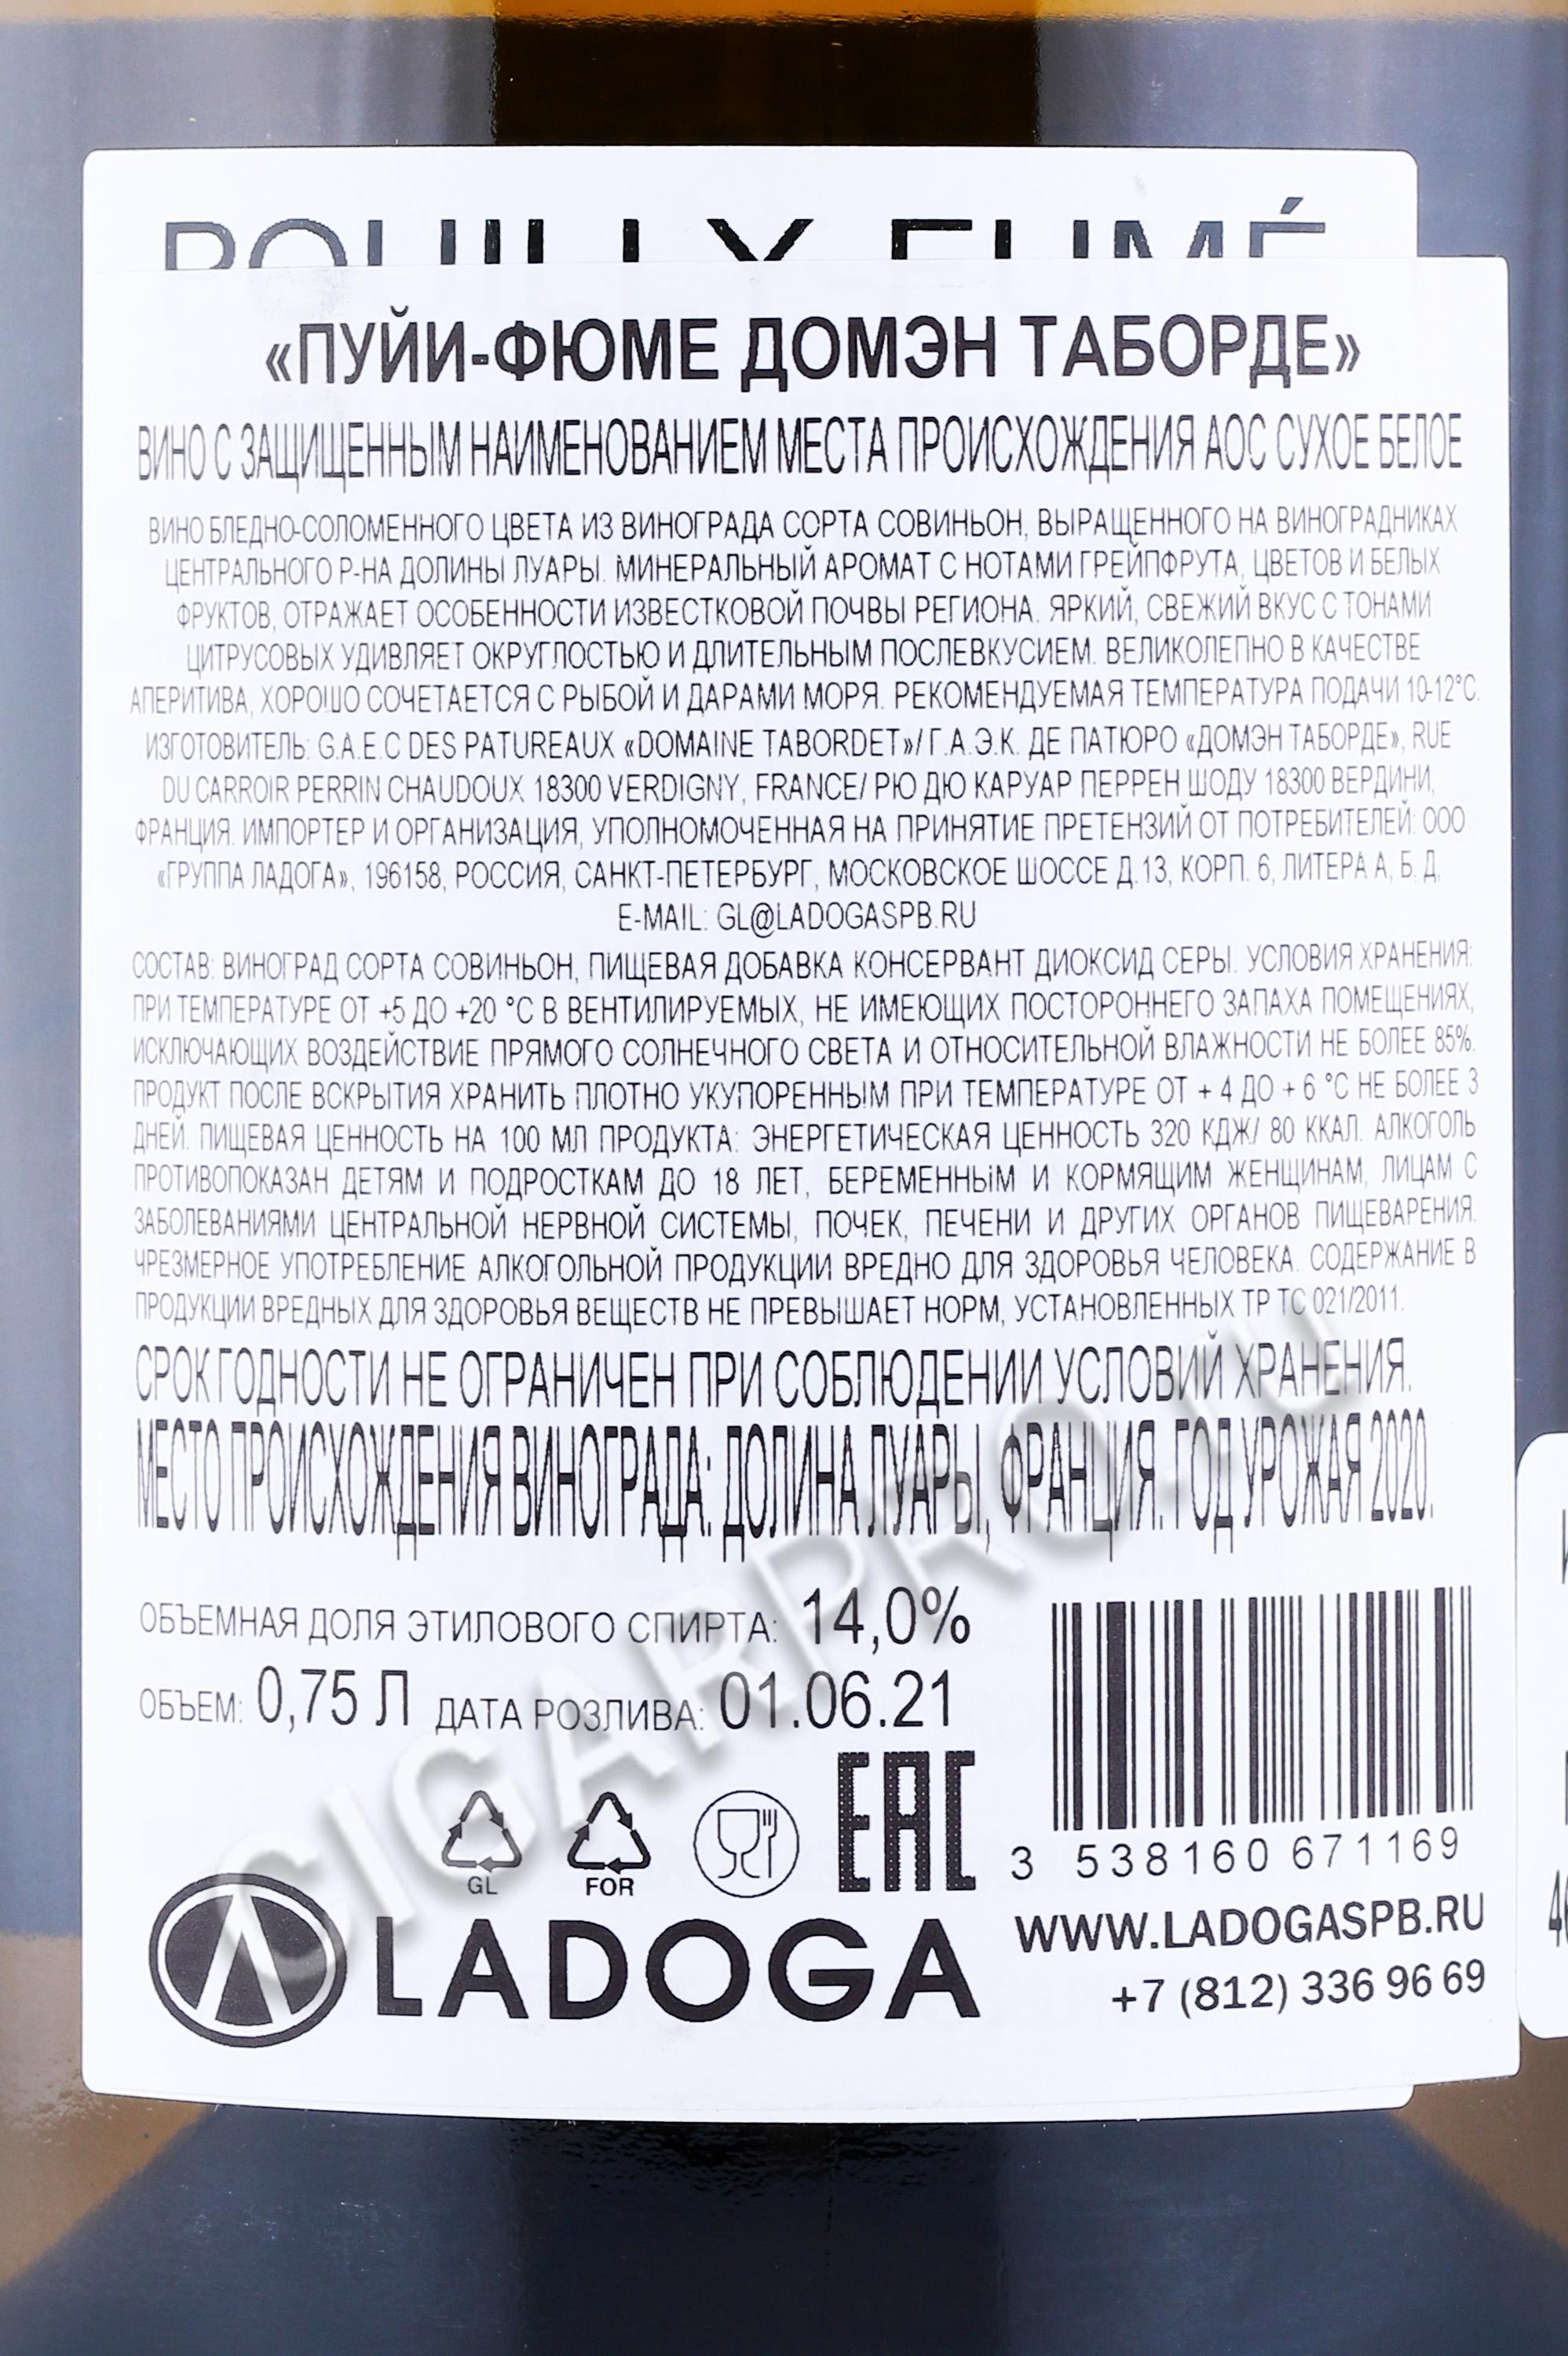 POUILLY-FUMÉ
«ПУЙИ-ФЮМЕ ДОМЭН ТАБОРДЕ»
ВИНО С ЗАЩИЩЕННЫМ НАИМЕНОВАНИЕМ МЕСТА ПРОИСХОЖДЕНИЯ АОС СУХОЕ БЕЛОЕ
ВИНО БЛЕДНО-СОЛОМЕННОГО ЦВЕТА ИЗ ВИНОГРАДА СОРТА СОВИНЬОН, ВЫРАЩЕННОГО НА ВИНОГРАДНИКАХ
ЦЕНТРАЛЬНОГО Р-НА ДОЛИНЫ ЛУАРЫ. МИНЕРАЛЬНЫЙ АРОМАТ С НОТАМИ ГРЕЙПФРУТА, ЦВЕТОВ И БЕЛЫХ
ФРУКТОВ, ОТРАЖАЕТ ОСОБЕННОСТИ ИЗВЕСТКОВОЙ ПОЧВЫ РЕГИОНА. ЯРКИЙ, СВЕЖИЙ ВКУС С ТОНАМИ
ЦИТРУСОВЫХ УДИВЛЯЕТ ОКРУГЛОСТЬЮ И ДЛИТЕЛЬНЫМ ПОСЛЕВКУСИЕМ. ВЕЛИКОЛЕПНО В КАЧЕСТВЕ
АПЕРИТИВА, ХОРОШО СОЧЕТАЕТСЯ С РЫБОЙ И ДАРАМИ МОРЯ. РЕКОМЕНДУЕМАЯ ТЕМПЕРАТУРА ПОДАЧИ 10-12°С.
ИЗГОТОВИТЕЛЬ: G.A.E.C DES PATUREAUX «DOMAINE TABORDET»/ Г.А.Э.К. ДЕ ПАТЮРО «ДОМЭН ТАБОРДЕ», RUE
DU CARROIR PERRIN CHAUDOUX 18300 VERDIGNY, FRANCE/ РЮ ДЮ КАРУАР ПЕРРЕН ШОДУ 18300 ВЕРДИНИ,
ФРАНЦИЯ. ИМПОРТЕР И ОРГАНИЗАЦИЯ, УПОЛНОМОЧЕННАЯ НА ПРИНЯТИЕ ПРЕТЕНЗИЙ ОТ ПОТРЕБИТЕЛЕЙ: ООО
«ГРУППА ЛАДОГА», 196158, РОССИЯ, САНКТ-ПЕТЕРБУРГ, МОСКОВСКОЕ ШОССЕ Д.13, КОРП. 6, ЛИТЕРА А, Б, Д,
E-MAIL: GL@LADOGASPB.RU
СОСТАВ: ВИНОГРАД СОРТА СОВИНЬОН, ПИЩЕВАЯ ДОБАВКА КОНСЕРВАНТ ДИОКСИД СЕРЫ. УСЛОВИЯ ХРАНЕНИЯ:
ПРИ ТЕМПЕРАТУРЕ ОТ +5 ДО +20 °С В ВЕНТИЛИРУЕМЫХ, НЕ ИМЕЮЩИХ ПОСТОРОННЕГО ЗАПАХА ПОМЕЩЕНИЯХ,
ИСКЛЮЧАЮЩИХ ВОЗДЕЙСТВИЕ ПРЯМОГО СОЛНЕЧНОГО СВЕТА И ОТНОСИТЕЛЬНОЙ ВЛАЖНОСТИ НЕ БОЛЕЕ 85%.
ПРОДУКТ ПОСЛЕ ВСКРЫТИЯ ХРАНИТЬ ПЛОТНО УКУПОРЕННЫМ ПРИ ТЕМПЕРАТУРЕ ОТ + 4 ДО + 6 °С НЕ БОЛЕЕ 3
ДНЕЙ. ПИЩЕВАЯ ЦЕННОСТЬ НА 100 МЛ ПРОДУКТА: ЭНЕРГЕТИЧЕСКАЯ ЦЕННОСТЬ 320 КДЖ/ 80 ККАЛ. АЛКОГОЛЬ
ПРОТИВОПОКАЗАН ДЕТЯМ И ПОДРОСТКАМ ДО 18 ЛЕТ, БЕРЕМЕННЫМ И КОРМЯЩИМ ЖЕНЩИНАМ, ЛИЦАМ С
ЗАБОЛЕВАНИЯМИ ЦЕНТРАЛЬНОЙ НЕРВНОЙ СИСТЕМЫ, ПОЧЕК, ПЕЧЕНИ И ДРУГИХ ОРГАНОВ ПИЩЕВАРЕНИЯ.
ЧРЕЗМЕРНОЕ УПОТРЕБЛЕНИЕ АЛКОГОЛЬНОЙ ПРОДУКЦИИ ВРЕДНО ДЛЯ ЗДОРОВЬЯ ЧЕЛОВЕКА. СОДЕРЖАНИЕ В
ПРОДУКЦИИ ВРЕДНЫХ ДЛЯ ЗДОРОВЬЯ ВЕЩЕСТВ НЕ ПРЕВЫШАЕТ НОРМ, УСТАНОВЛЕННЫХ ТР ТС 021/2011.
СРОК ГОДНОСТИ НЕ ОГРАНИЧЕН ПРИ СОБЛЮДЕНИИ УСЛОВИЙ ХРАНЕНИЯ.
МЕСТО ПРОИСХОЖДЕНИЯ ВИНОГРАДА: ДОЛИНА ЛУАРЫ, ФРАНЦИЯ. ГОД УРОЖАЯ 2020.
ОБЪЕМНАЯ ДОЛЯ ЭТИЛОВОГО СПИРТА: 14,0%
ОБЪЕМ: 0,75 Л ДАТА РОЗЛИВА: 01.06.21
GL FOR EAC
3 538160 671169
LADOGA
WWW.LADOGASPB.RU
+7 (812) 336 96 69
CIGARPRO.RU